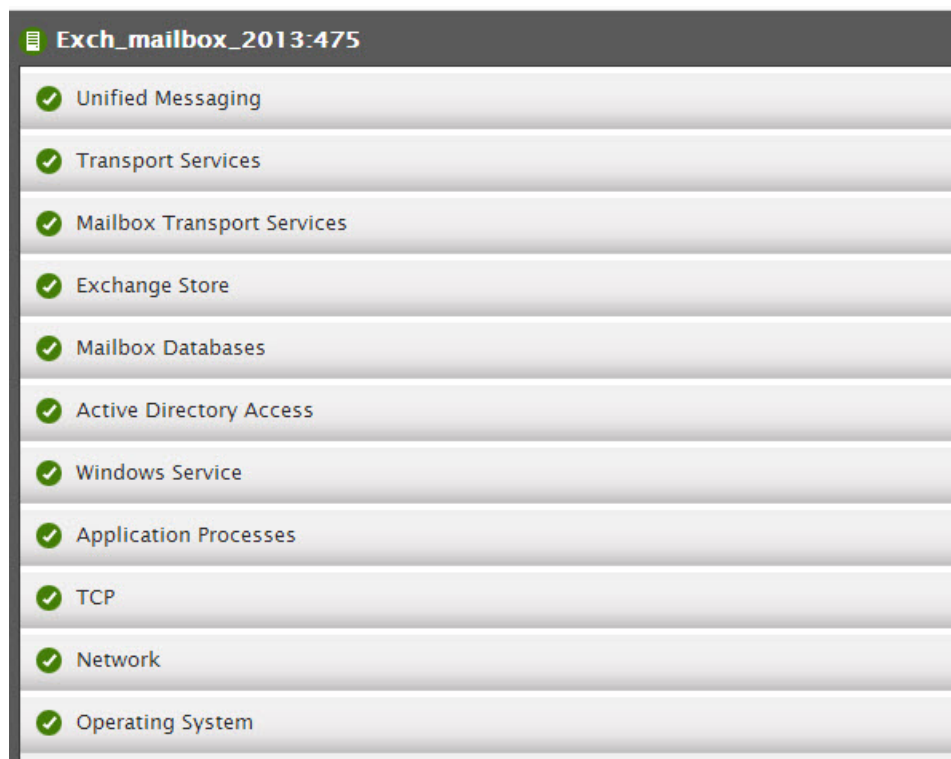 Exch_mailbox_2013:475
Unified Messaging
Transport Services
Mailbox Transport Services
Exchange Store
Mailbox Databases
Active Directory Access
Windows Service
Application Processes
TCP
Network
Operating System